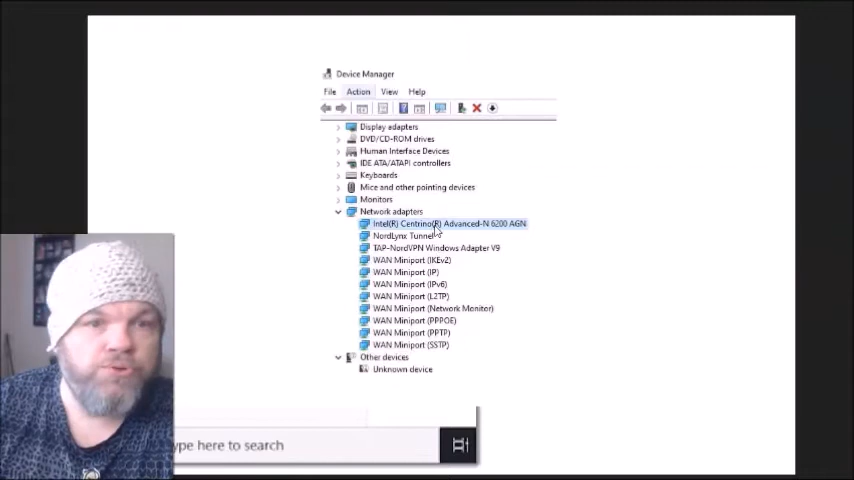 Device Manager
File Action View Help
Display adapters
DVD/CD-ROM drives
Human Interface Devices
IDE ATA/ATAPI controllers
Keyboards
Mice and other pointing devices
Monitors
Network adapters
Intel(R) Centrino(R) Advanced-N 6200 AGN
NordLynx Tunnel
TAP-NordVPN Windows Adapter V9
WAN Miniport (IKEv2)
WAN Miniport (IP)
WAN Miniport (IPv6)
WAN Miniport (L2TP)
WAN Miniport (Network Monitor)
WAN Miniport (PPPOE)
WAN Miniport (PPTP)
WAN Miniport (SSTP)
Other devices
Unknown device
ype here to search